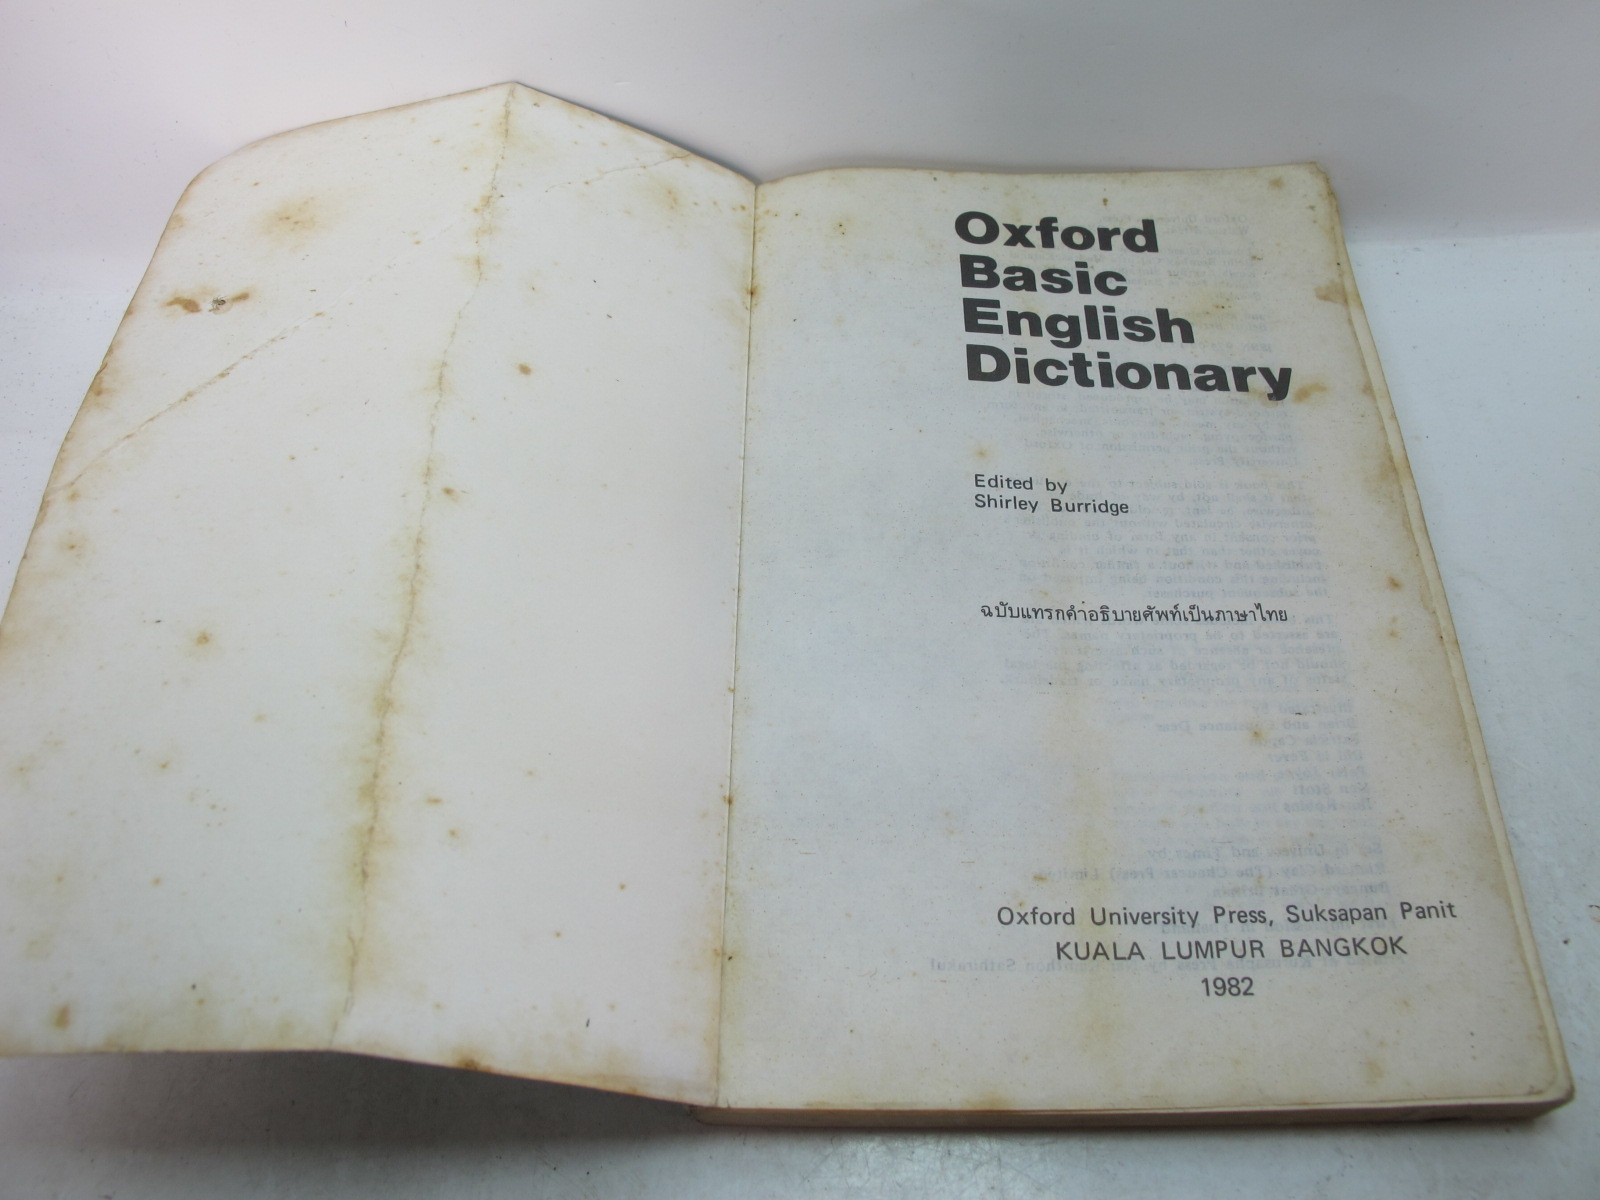 Oxford
Basic
English
Dictionary
Edited by
Shirley Burridge
ฉบับแทรกคำอธิบายศัพท์เป็นภาษาไทย
Oxford University Press, Suksapan Panit
KUALA LUMPUR BANGKOK
1982